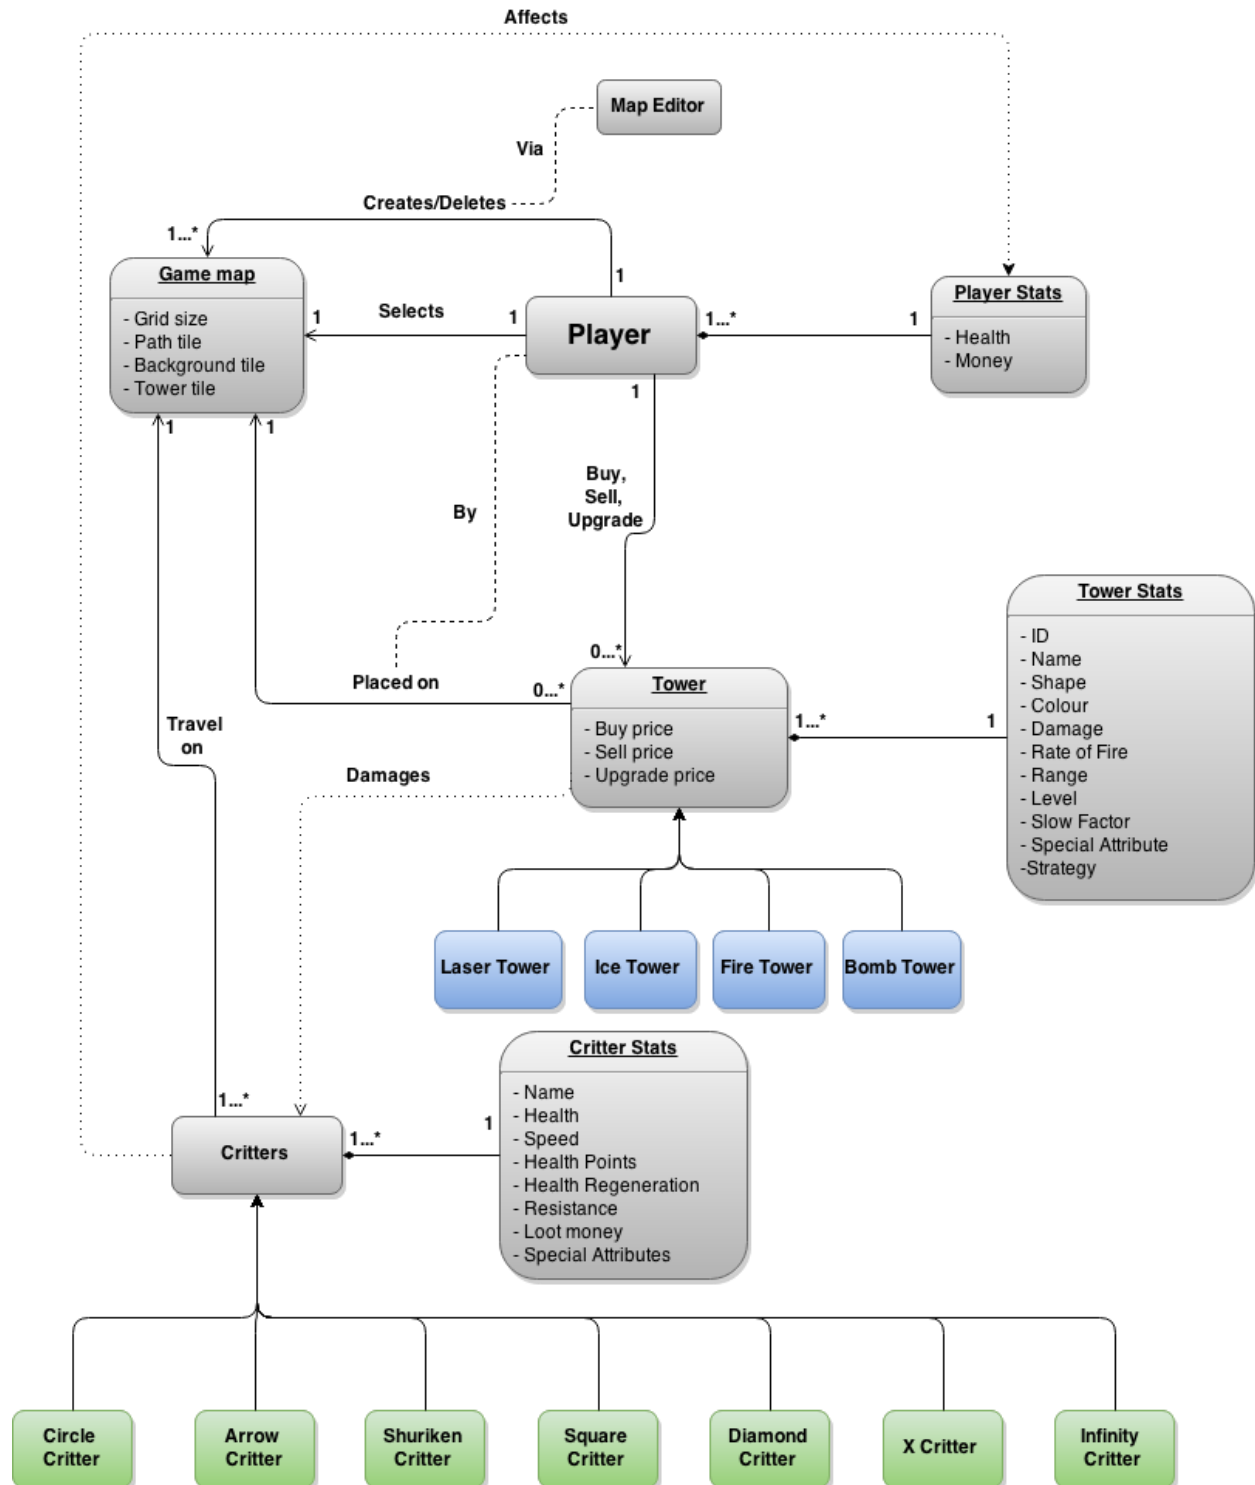 Affects
Map Editor
Via
Creates/Deletes
1...*
1
Game map
- Grid size
- Path tile
- Background tile
- Tower tile
1
Selects
1
Player
1...*
1
Player Stats
- Health
- Money
1
1
1
Buy,
Sell,
Upgrade
By
0...*
Placed on
0...*
Tower
- Buy price
- Sell price
- Upgrade price
1...*
1
Tower Stats
- ID
- Name
- Shape
- Colour
- Damage
- Rate of Fire
- Range
- Level
- Slow Factor
- Special Attribute
-Strategy
Travel
on
Damages
Laser Tower
Ice Tower
Fire Tower
Bomb Tower
Critter Stats
- Name
- Health
- Speed
- Health Points
- Health Regeneration
- Resistance
- Loot money
- Special Attributes
1...*
Critters
1...*
1
Circle
Critter
Arrow
Critter
Shuriken
Critter
Square
Critter
Diamond
Critter
X Critter
Infinity
Critter